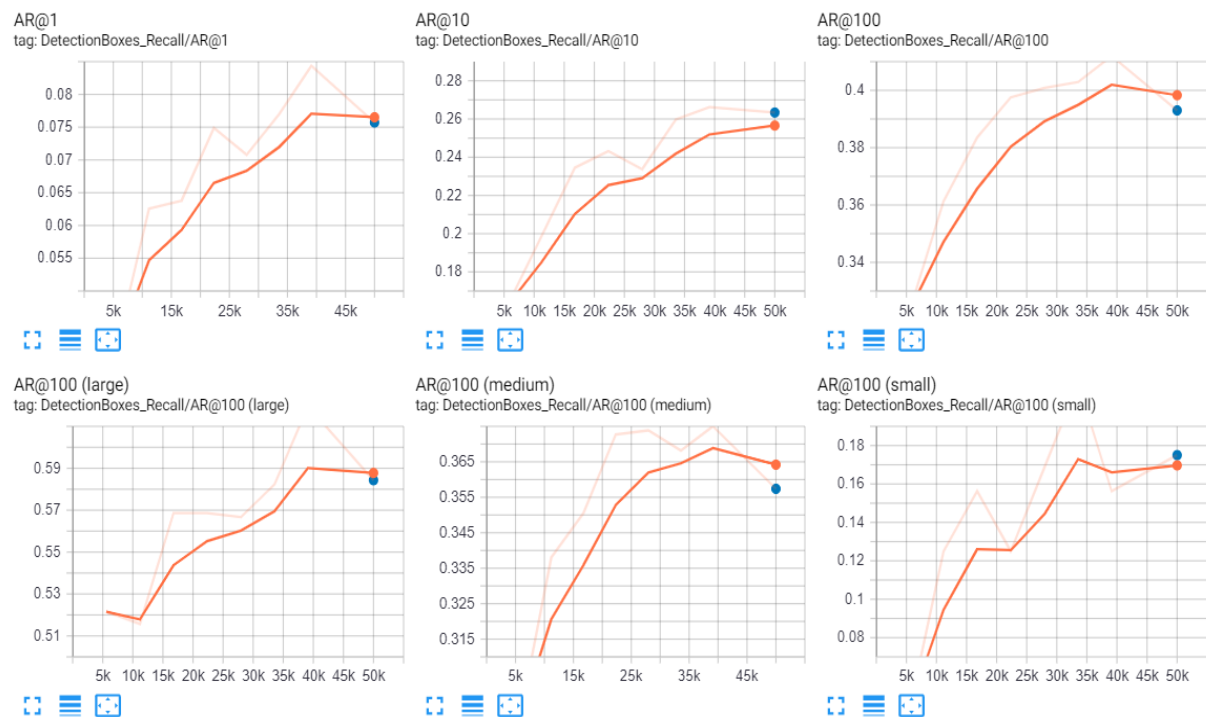 AR@1
tag: DetectionBoxes_Recall/AR@1
0.08
0.075
0.07
0.065
0.06
0.055
5k 15k 25k 35k 45k
AR@10
tag: DetectionBoxes_Recall/AR@10
0.28
0.26
0.24
0.22
0.2
0.18
5k 10k 15k 20k 25k 30k 35k 40k 45k 50k
AR@100
tag: DetectionBoxes_Recall/AR@100
0.4
0.38
0.36
0.34
5k 10k 15k 20k 25k 30k 35k 40k 45k 50k
AR@100 (large)
tag: DetectionBoxes_Recall/AR@100 (large)
0.59
0.57
0.55
0.53
0.51
5k 10k 15k 20k 25k 30k 35k 40k 45k 50k
AR@100 (medium)
tag: DetectionBoxes_Recall/AR@100 (medium)
0.365
0.355
0.345
0.335
0.325
0.315
5k 15k 25k 35k 45k
AR@100 (small)
tag: DetectionBoxes_Recall/AR@100 (small)
0.18
0.16
0.14
0.12
0.1
0.08
5k 10k 15k 20k 25k 30k 35k 40k 45k 50k